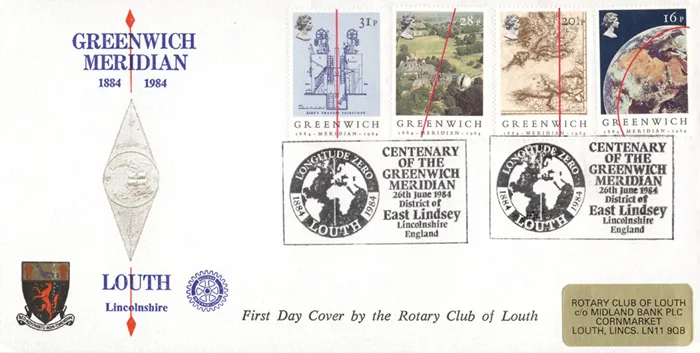 GREENWICH
MERIDIAN
1884 1984
LOUTH
Lincolnshire
31P
GREENWICH
1884-MERIDIAN-1984
28P
GREENWICH
1884-MERIDIAN-1984
20½P
GREENWICH
1884-MERIDIAN-1984
16P
GREENWICH
1884-MERIDIAN-1984
LONGITUDE ZERO
1884 1984
LOUTH
CENTENARY
OF THE
GREENWICH
MERIDIAN
26th June 1984
District of
East Lindsey
Lincolnshire
England
LONGITUDE ZERO
1884 1984
LOUTH
CENTENARY
OF THE
GREENWICH
MERIDIAN
26th June 1984
District of
East Lindsey
Lincolnshire
England
First Day Cover by the Rotary Club of Louth
ROTARY CLUB OF LOUTH
c/o MIDLAND BANK PLC
CORNMARKET
LOUTH, LINCS. LN11 9QB